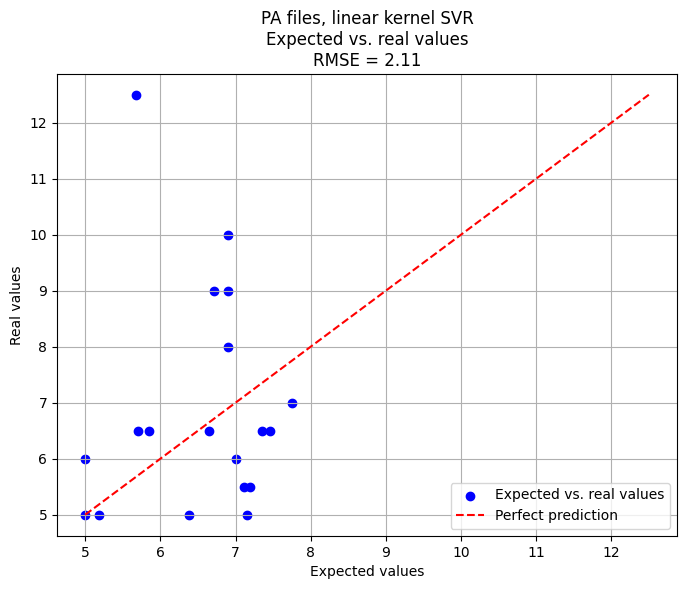 PA files, linear kernel SVR
Expected vs. real values
RMSE = 2.11
Real values
12
11
10
9
8
7
6
5
5 6 7 8 9 10 11 12
Expected values
Expected vs. real values
Perfect prediction